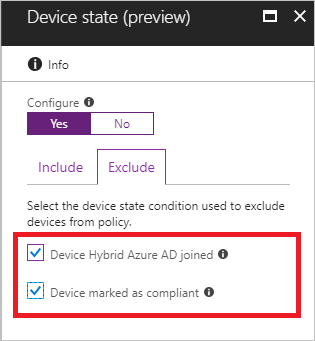 Device state (preview)
Info
Configure
Yes No
Include Exclude
Select the device state condition used to exclude
devices from policy.
Device Hybrid Azure AD joined
Device marked as compliant